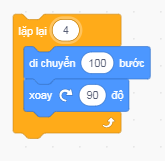 lặp lại 4
di chuyển 100 bước
xoay 90 độ